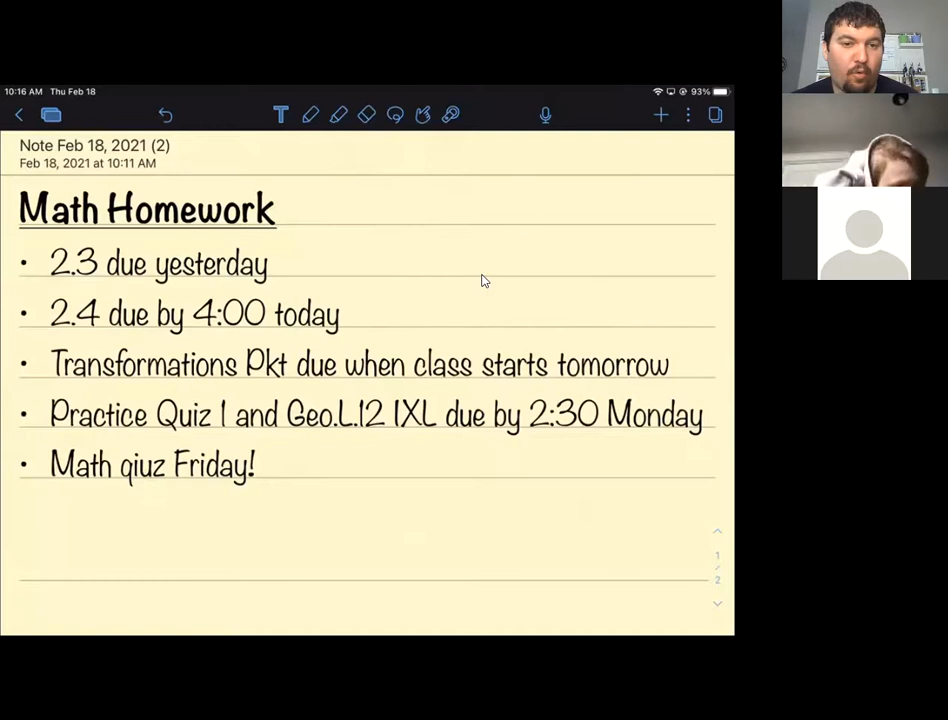 10:16 AM Thu Feb 18
93%
T
Note Feb 18, 2021 (2)
Feb 18, 2021 at 10:11 AM
Math Homework
• 2.3 due yesterday
• 2.4 due by 4:00 today
• Transformations Pkt due when class starts tomorrow
• Practice Quiz 1 and Geo.L.12 IXL due by 2:30 Monday
• Math qiuz Friday!
1
/
2